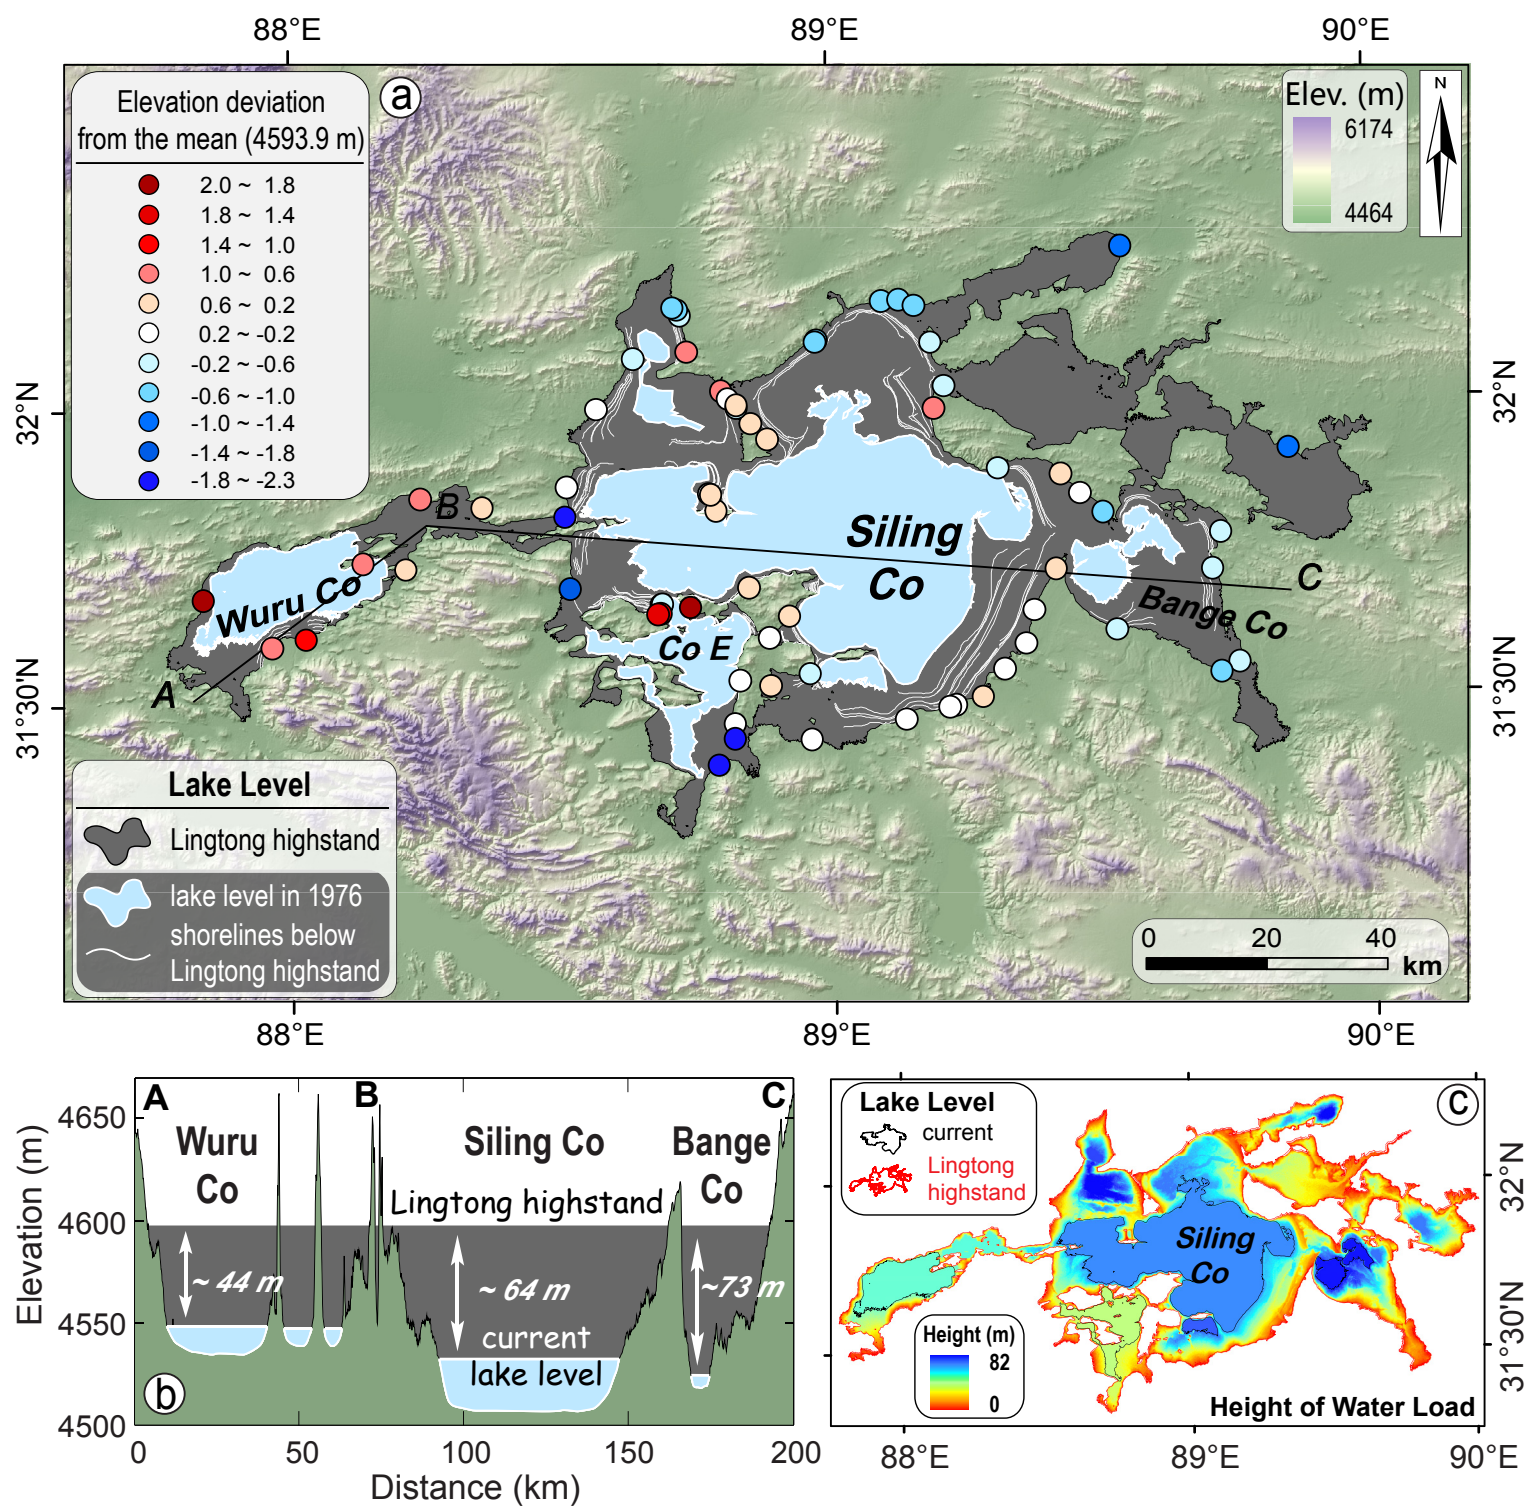 88°E
89°E
90°E
Elevation deviation
from the mean (4593.9 m)
2.0 ~ 1.8
1.8 ~ 1.4
1.4 ~ 1.0
1.0 ~ 0.6
0.6 ~ 0.2
0.2 ~ -0.2
-0.2 ~ -0.6
-0.6 ~ -1.0
-1.0 ~ -1.4
-1.4 ~ -1.8
-1.8 ~ -2.3
a
Elev. (m)
6174
4464
N
32°N
32°N
31°30'N
31°30'N
B
Siling
Co
C
Wuru Co
Bange Co
Co E
A
Lake Level
Lingtong highstand
lake level in 1976
shorelines below
Lingtong highstand
0 20 40
km
88°E
89°E
90°E
A
B
C
4650
4600
4550
4500
Elevation (m)
Wuru
Co
Siling Co
Bange
Co
Lingtong highstand
~ 44 m
~ 64 m
~73 m
current
lake level
b
0 50 100 150 200
Distance (km)
Lake Level
current
Lingtong
highstand
C
Siling
Co
Height (m)
82
0
Height of Water Load
32°N
31°30'N
88°E
89°E
90°E